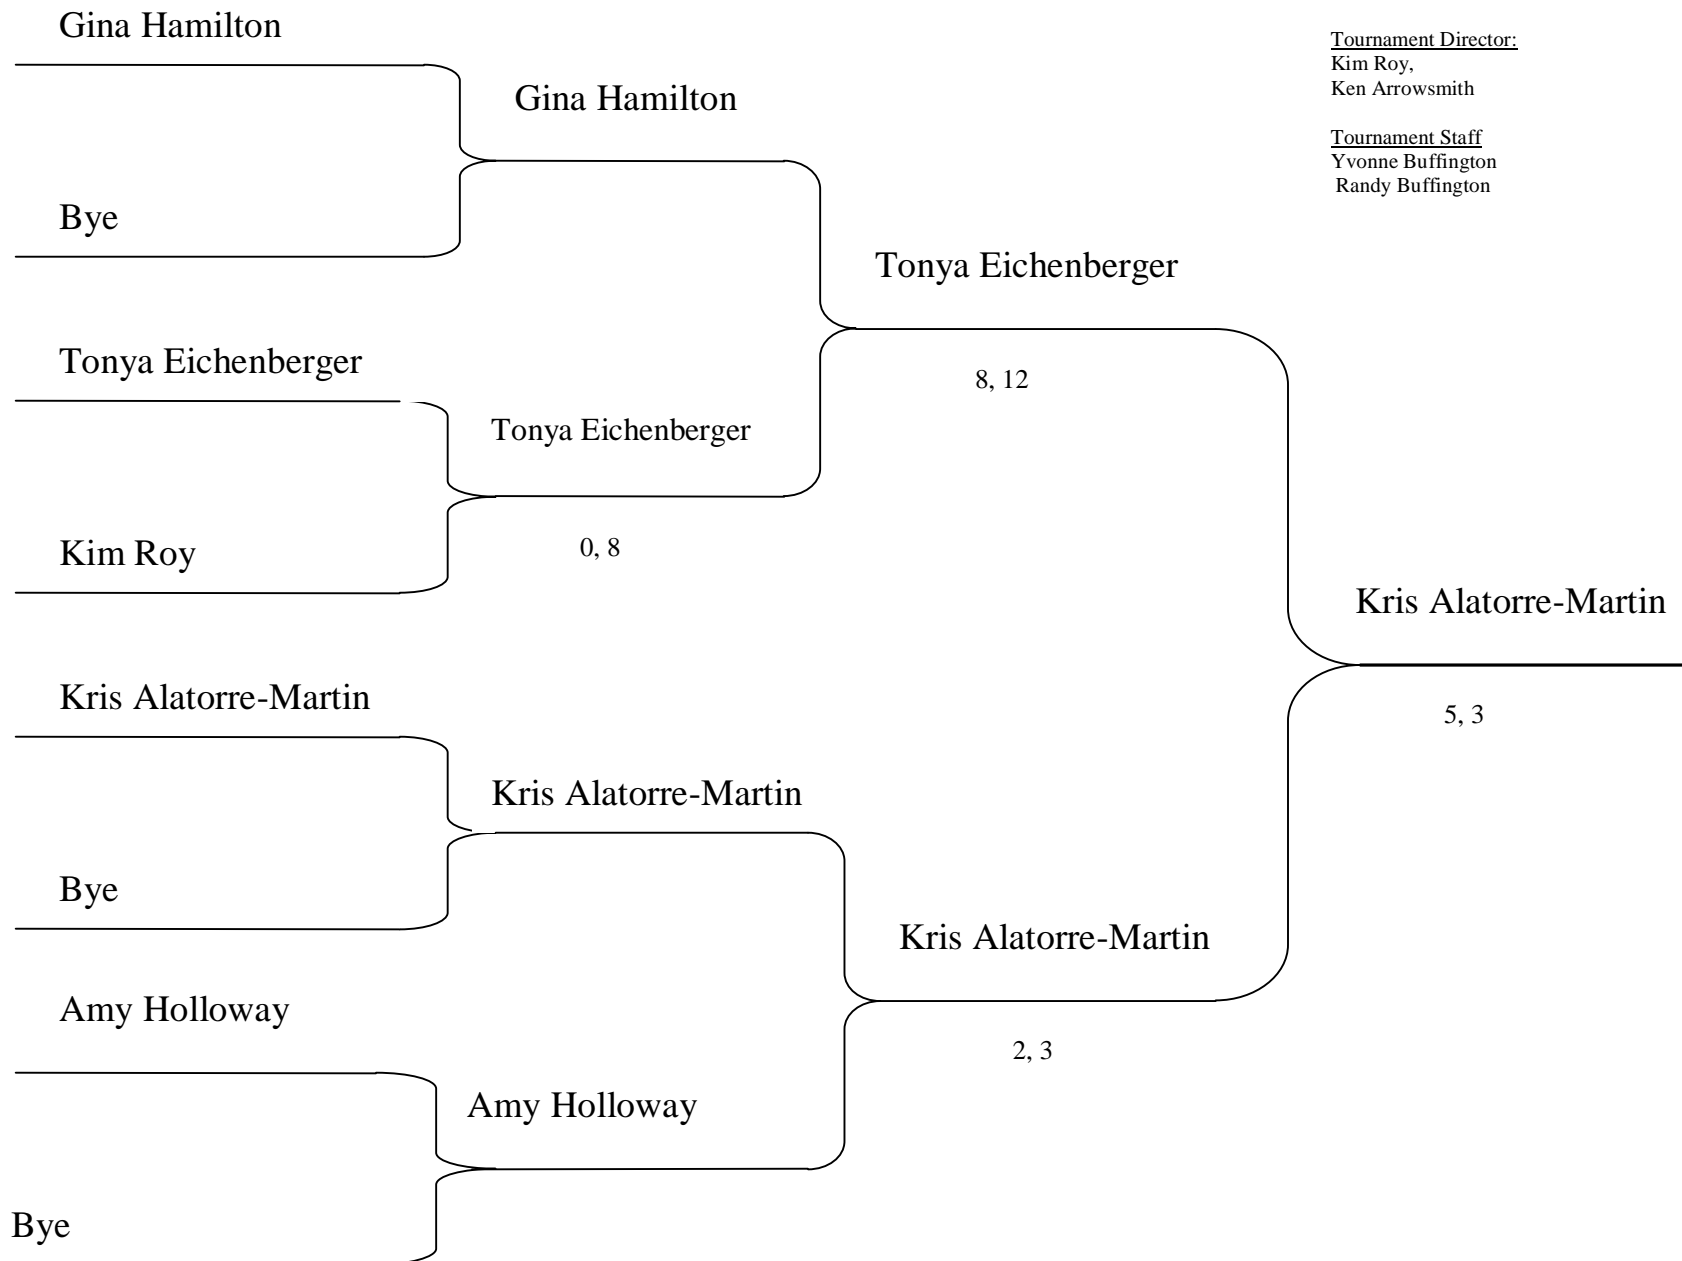 Gina Hamilton
Tournament Director:
Kim Roy,
Ken Arrowsmith
Gina Hamilton
Tournament Staff
Yvonne Buffington
Randy Buffington
Bye
Tonya Eichenberger
Tonya Eichenberger
8, 12
Tonya Eichenberger
Kim Roy
0, 8
Kris Alatorre-Martin
5, 3
Kris Alatorre-Martin
Kris Alatorre-Martin
Bye
Kris Alatorre-Martin
2, 3
Amy Holloway
Amy Holloway
Bye